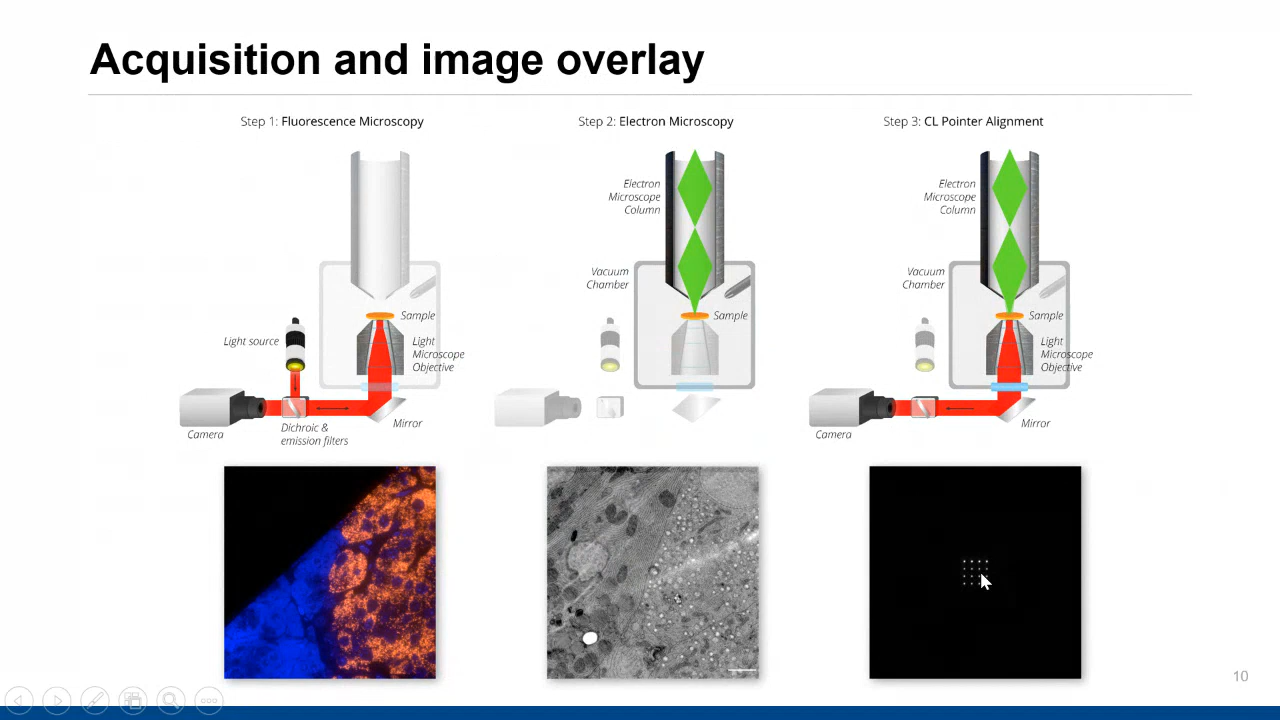 Acquisition and image overlay
Step 1: Fluorescence Microscopy
Sample
Light source
Light
Microscope
Objective
Camera
Dichroic &
emission filters
Mirror
Step 2: Electron Microscopy
Electron
Microscope
Column
Vacuum
Chamber
Sample
Step 3: CL Pointer Alignment
Electron
Microscope
Column
Vacuum
Chamber
Sample
Light
Microscope
Objective
Camera
Mirror
10